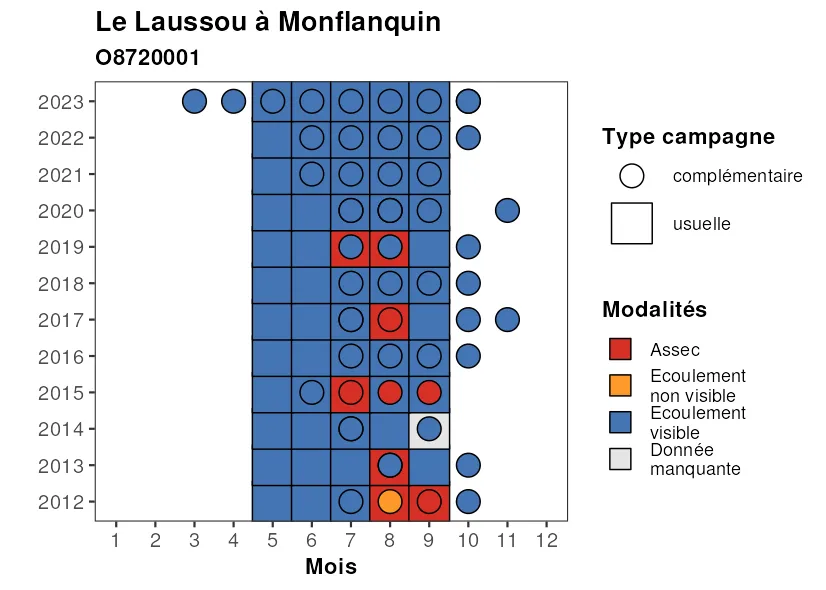 Le Laussou à Monflanquin
O8720001
2023
2022
2021
2020
2019
2018
2017
2016
2015
2014
2013
2012
1 2 3 4 5 6 7 8 9 10 11 12
Mois
Type campagne
complémentaire
usuelle
Modalités
Assec
Ecoulement
non visible
Ecoulement
visible
Donnée
manquante